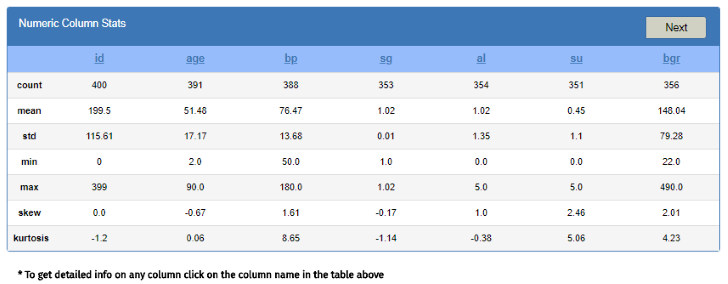 Numeric Column Stats
Next
id age bp sg al su bgr
count 400 391 388 353 354 351 356
mean 199.5 51.48 76.47 1.02 1.02 0.45 148.04
std 115.61 17.17 13.68 0.01 1.35 1.1 79.28
min 0 2.0 50.0 1.0 0.0 0.0 22.0
max 399 90.0 180.0 1.02 5.0 5.0 490.0
skew 0.0 -0.67 1.61 -0.17 1.0 2.46 2.01
kurtosis -1.2 0.06 8.65 -1.14 -0.38 5.06 4.23
* To get detailed info on any column click on the column name in the table above